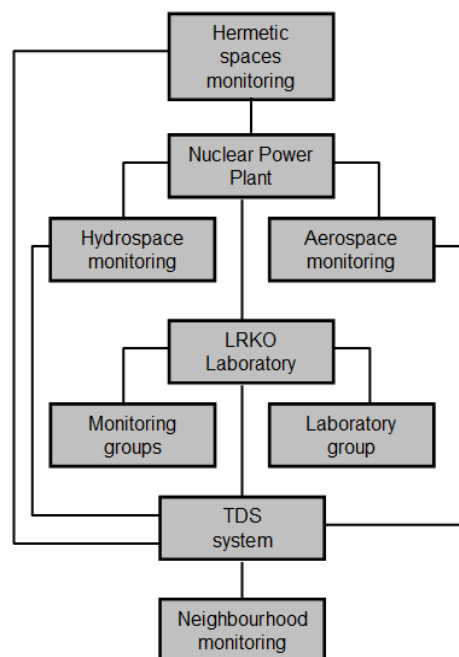 Hermetic
spaces
monitoring
Nuclear Power
Plant
Hydrospace
monitoring
Aerospace
monitoring
LRKO
Laboratory
Monitoring
groups
Laboratory
group
TDS
system
Neighbourhood
monitoring